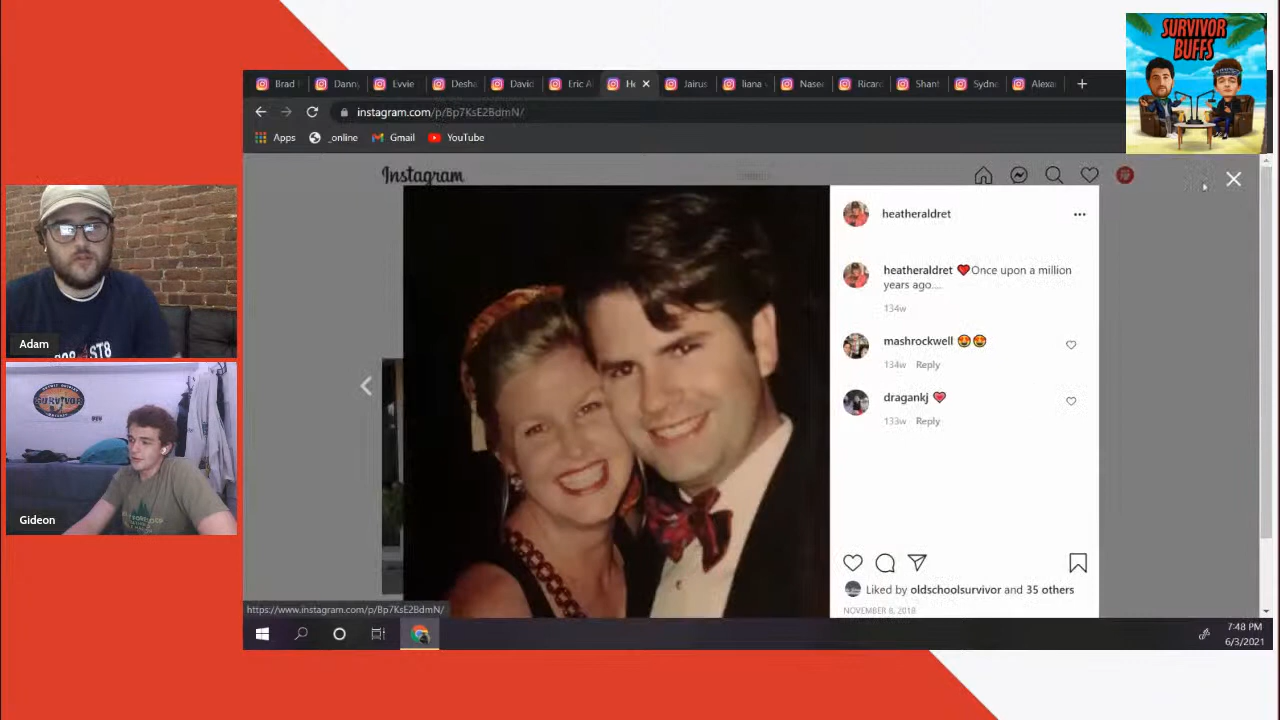 SURVIVOR
BUFFS
Brad
Danny
Evvie
Desha
David
Eric A
He
Jairus
liana
Nasee
Ricard
Shant
Sydne
Alexa
instagram.com/p/Bp7KsE2BdmN/
Apps
_online
Gmail
YouTube
Instagram
heatheraldret
heatheraldret ❤️Once upon a million
years ago....
134w
mashrockwell 😍😍
134w Reply
dragankj 💗
133w Reply
Liked by oldschoolsurvivor and 35 others
NOVEMBER 8, 2018
https://www.instagram.com/p/Bp7KsE2BdmN/
7:48 PM
6/3/2021
Adam
SURVIVOR
Gideon